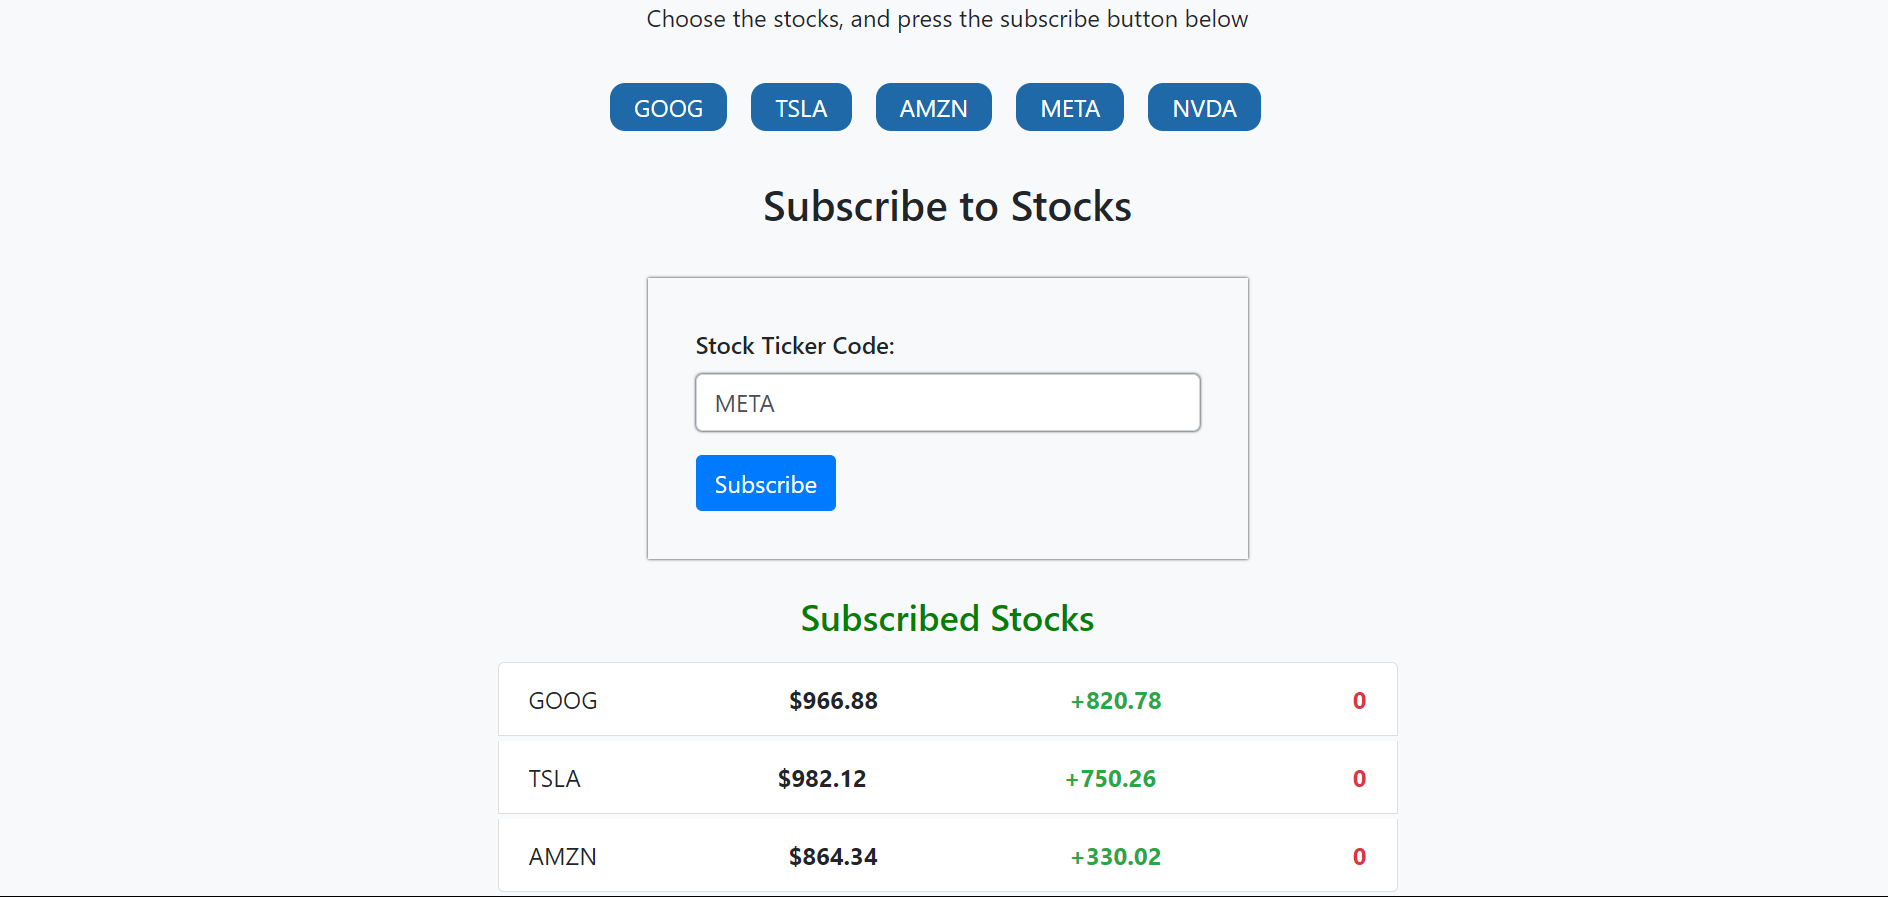 Choose the stocks, and press the subscribe button below
GOOG TSLA AMZN META NVDA
Subscribe to Stocks
Stock Ticker Code:
META
Subscribe
Subscribed Stocks
GOOG $966.88 +820.78 0
TSLA $982.12 +750.26 0
AMZN $864.34 +330.02 0